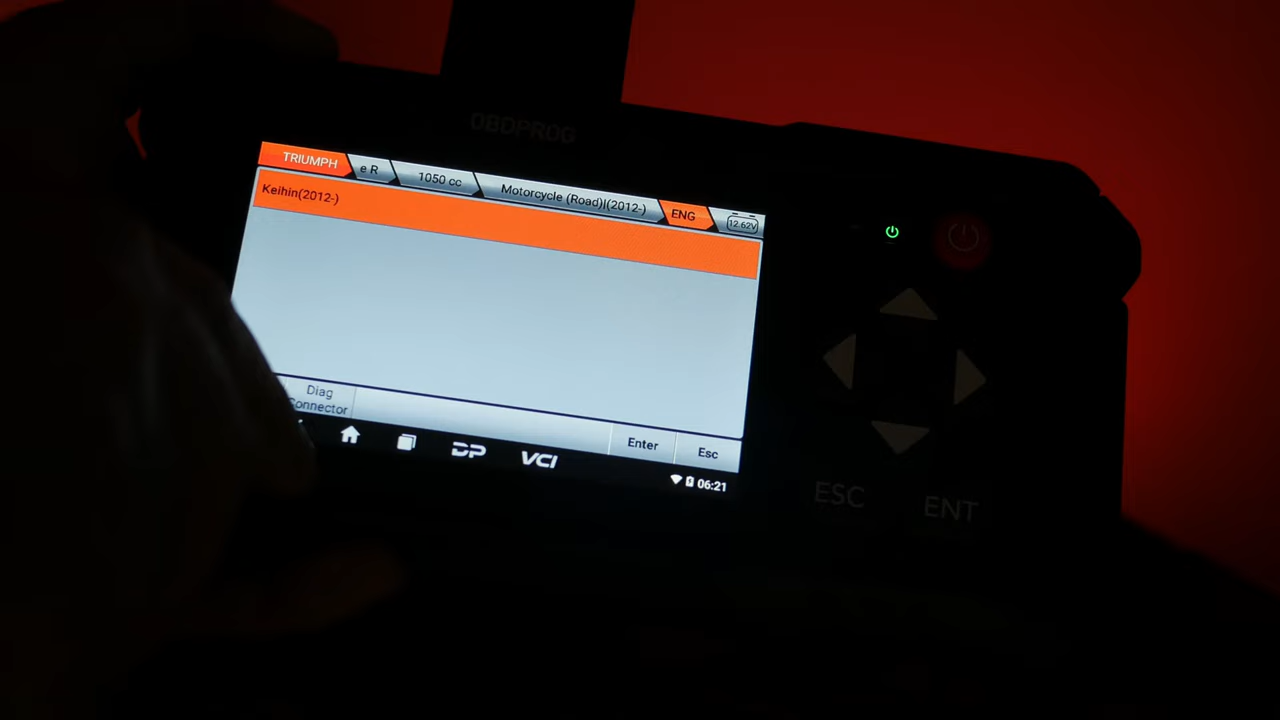 OBDPROG
TRIUMPH
e R
1050 cc
Motorcycle (Road)|(2012-)
ENG
12.62V
Keihin(2012-)
Diag
Connector
Enter
Esc
DP
VCI
06:21
ESC
ENT